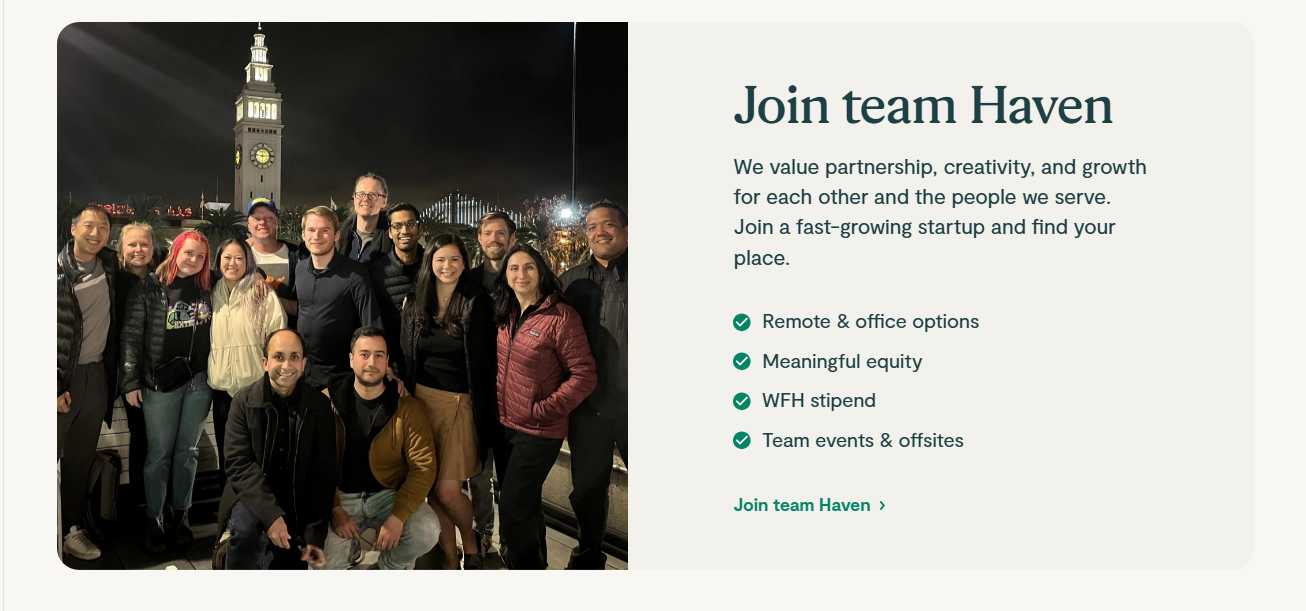 Join team Haven
We value partnership, creativity, and growth
for each other and the people we serve.
Join a fast-growing startup and find your
place.
Remote & office options
Meaningful equity
WFH stipend
Team events & offsites
Join team Haven ›